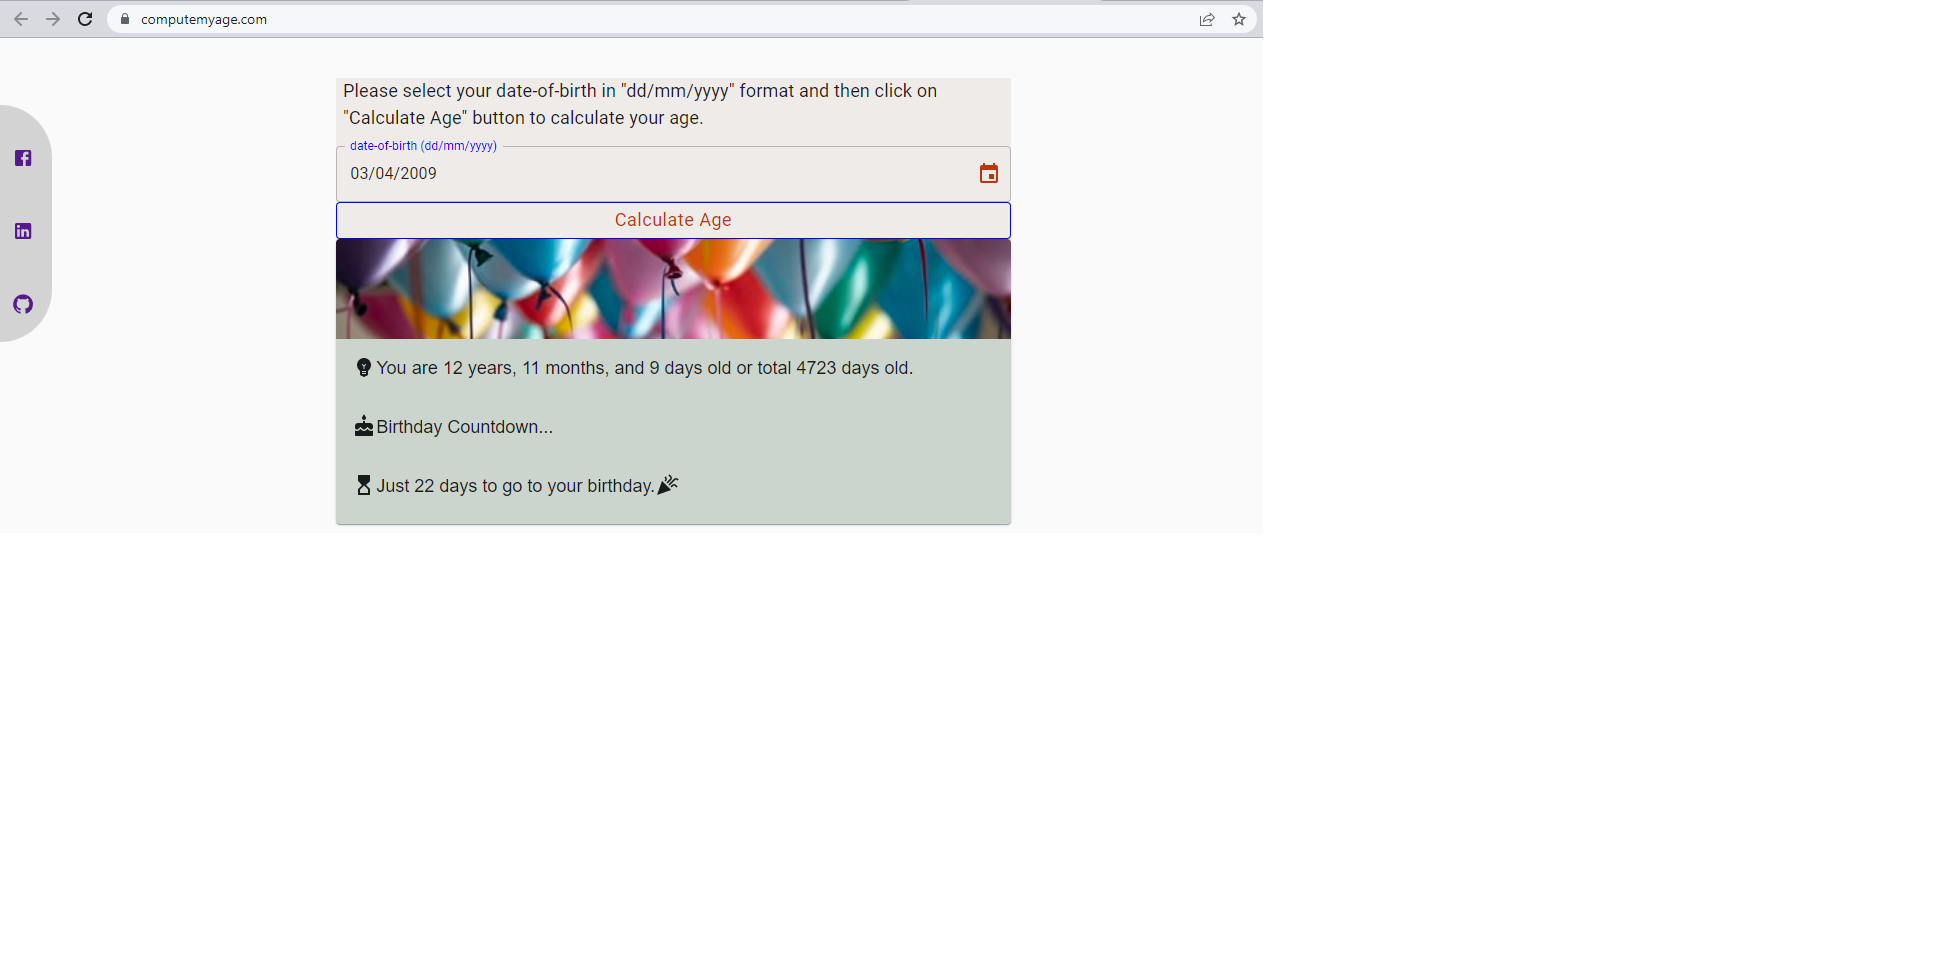 computemyage.com
Please select your date-of-birth in "dd/mm/yyyy" format and then click on
"Calculate Age" button to calculate your age.
date-of-birth (dd/mm/yyyy)
03/04/2009
Calculate Age
You are 12 years, 11 months, and 9 days old or total 4723 days old.
Birthday Countdown...
Just 22 days to go to your birthday.